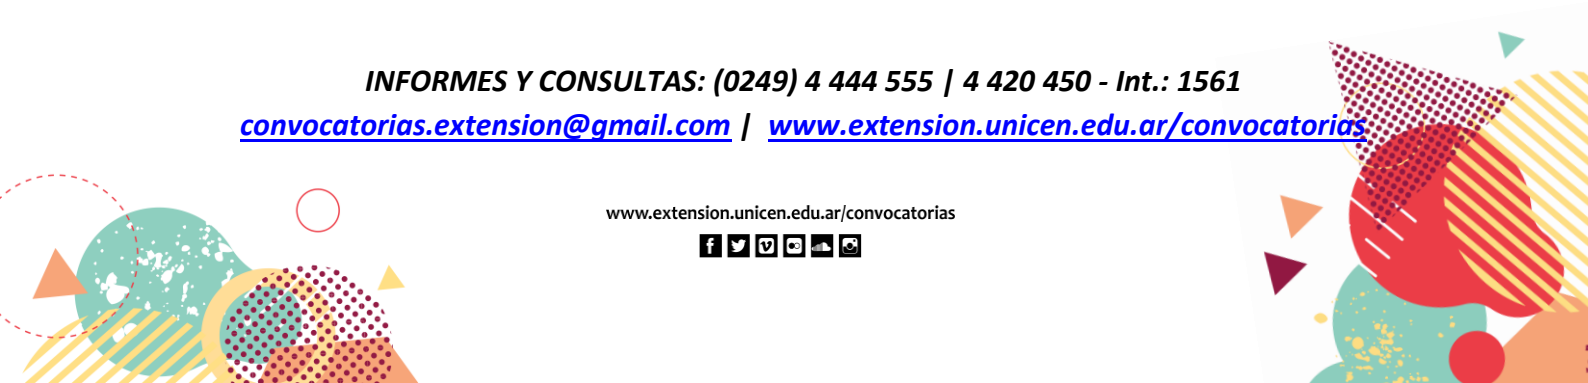 INFORMES Y CONSULTAS: (0249) 4 444 555 | 4 420 450 - Int.: 1561
convocatorias.extension@gmail.com | www.extension.unicen.edu.ar/convocatorias
www.extension.unicen.edu.ar/convocatorias